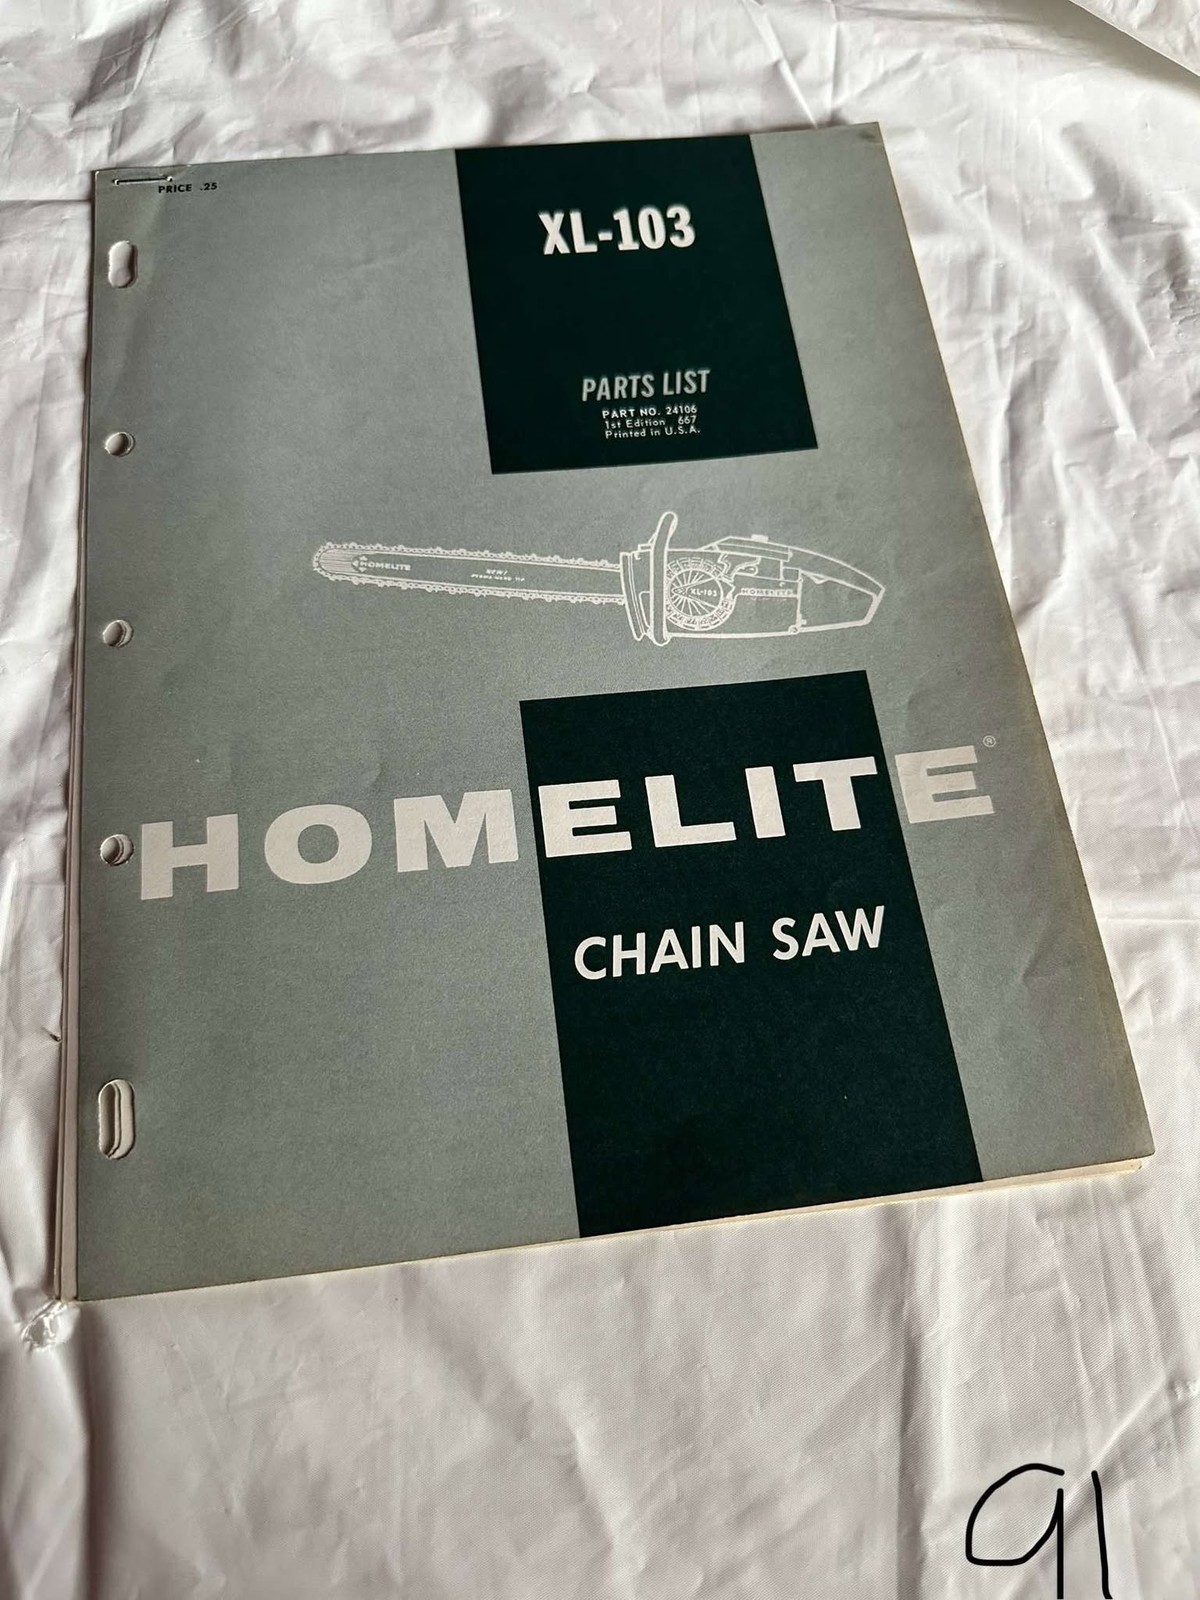 PRICE .25
XL-103
PARTS LIST
PART NO. 24106
1st Edition 667
Printed in U.S.A.
HOMELITE
XL-103
HOMELITE
HOMELITE®
CHAIN SAW
91